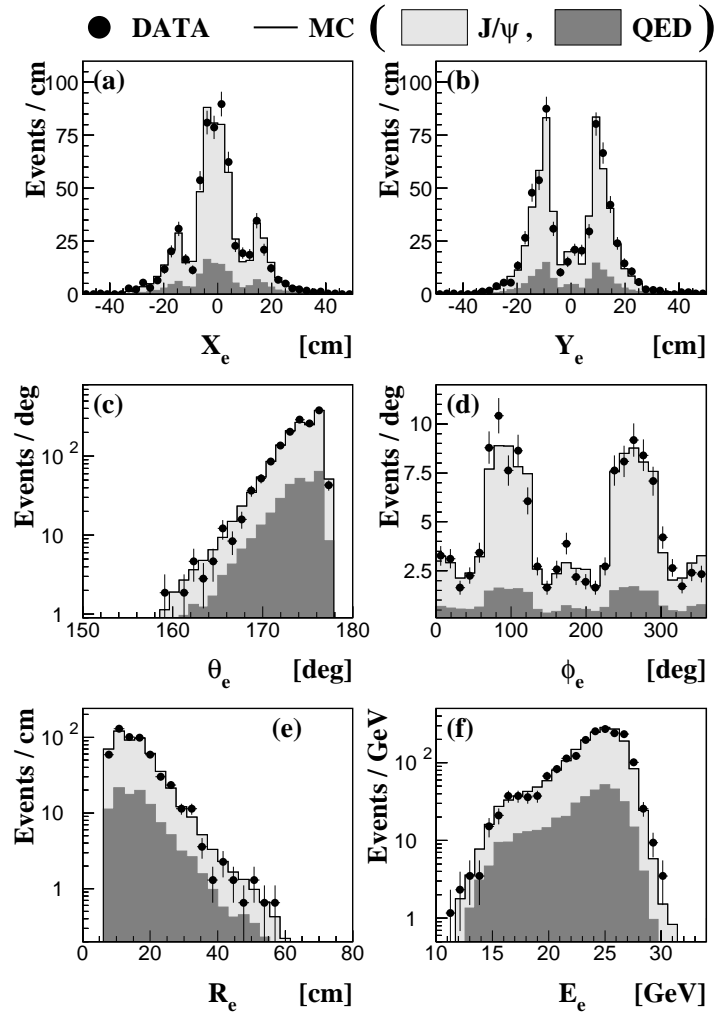 DATA — MC ( J/ψ , QED )
(a) (b)
Events / cm Events / cm
100 100
75 75
50 50
25 25
0 0
-40 -20 0 20 40 -40 -20 0 20 40
X_e [cm] Y_e [cm]
(c) (d)
Events / deg Events / deg
10^2 10
10 7.5
1 5
2.5
150 160 170 180 0 100 200 300
θ_e [deg] ϕ_e [deg]
(e) (f)
Events / cm Events / GeV
10^2 10^2
10 10
1 1
0 20 40 60 80 10 15 20 25 30
R_e [cm] E_e [GeV]